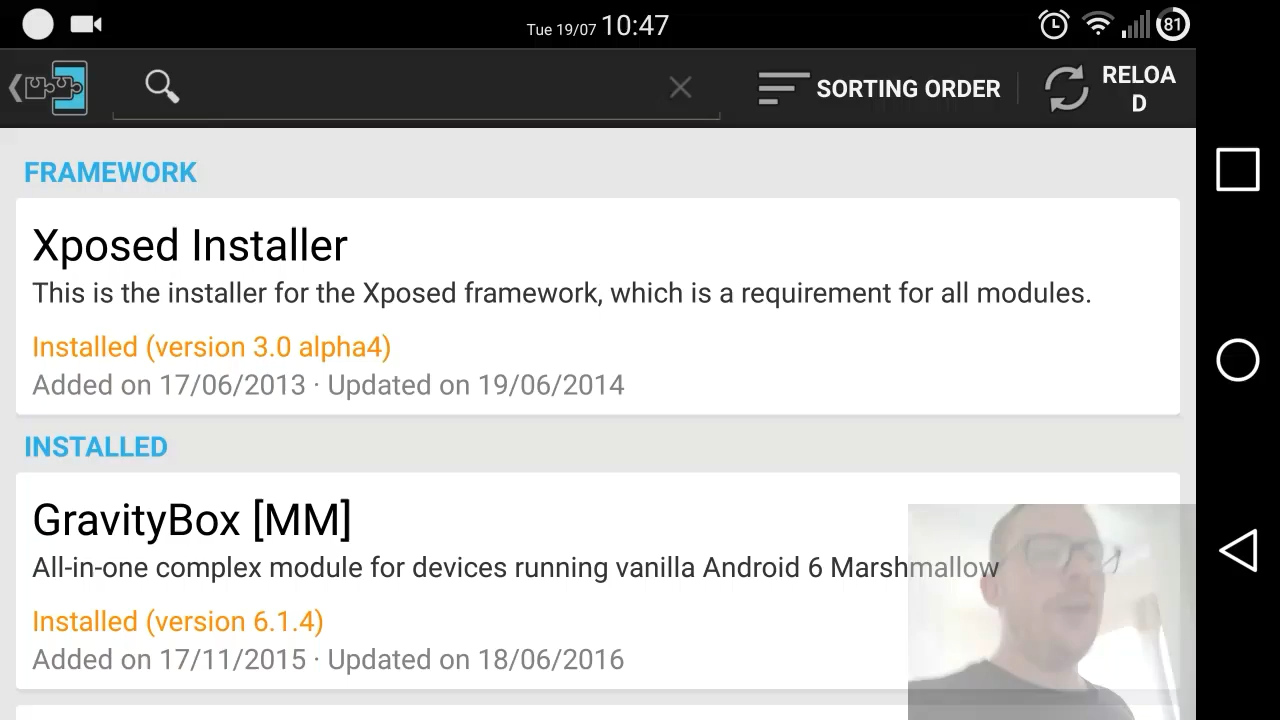 Tue 19/07 10:47
81
SORTING ORDER
RELOA
D
FRAMEWORK
Xposed Installer
This is the installer for the Xposed framework, which is a requirement for all modules.
Installed (version 3.0 alpha4)
Added on 17/06/2013 · Updated on 19/06/2014
INSTALLED
GravityBox [MM]
All-in-one complex module for devices running vanilla Android 6 Marshmallow
Installed (version 6.1.4)
Added on 17/11/2015 · Updated on 18/06/2016